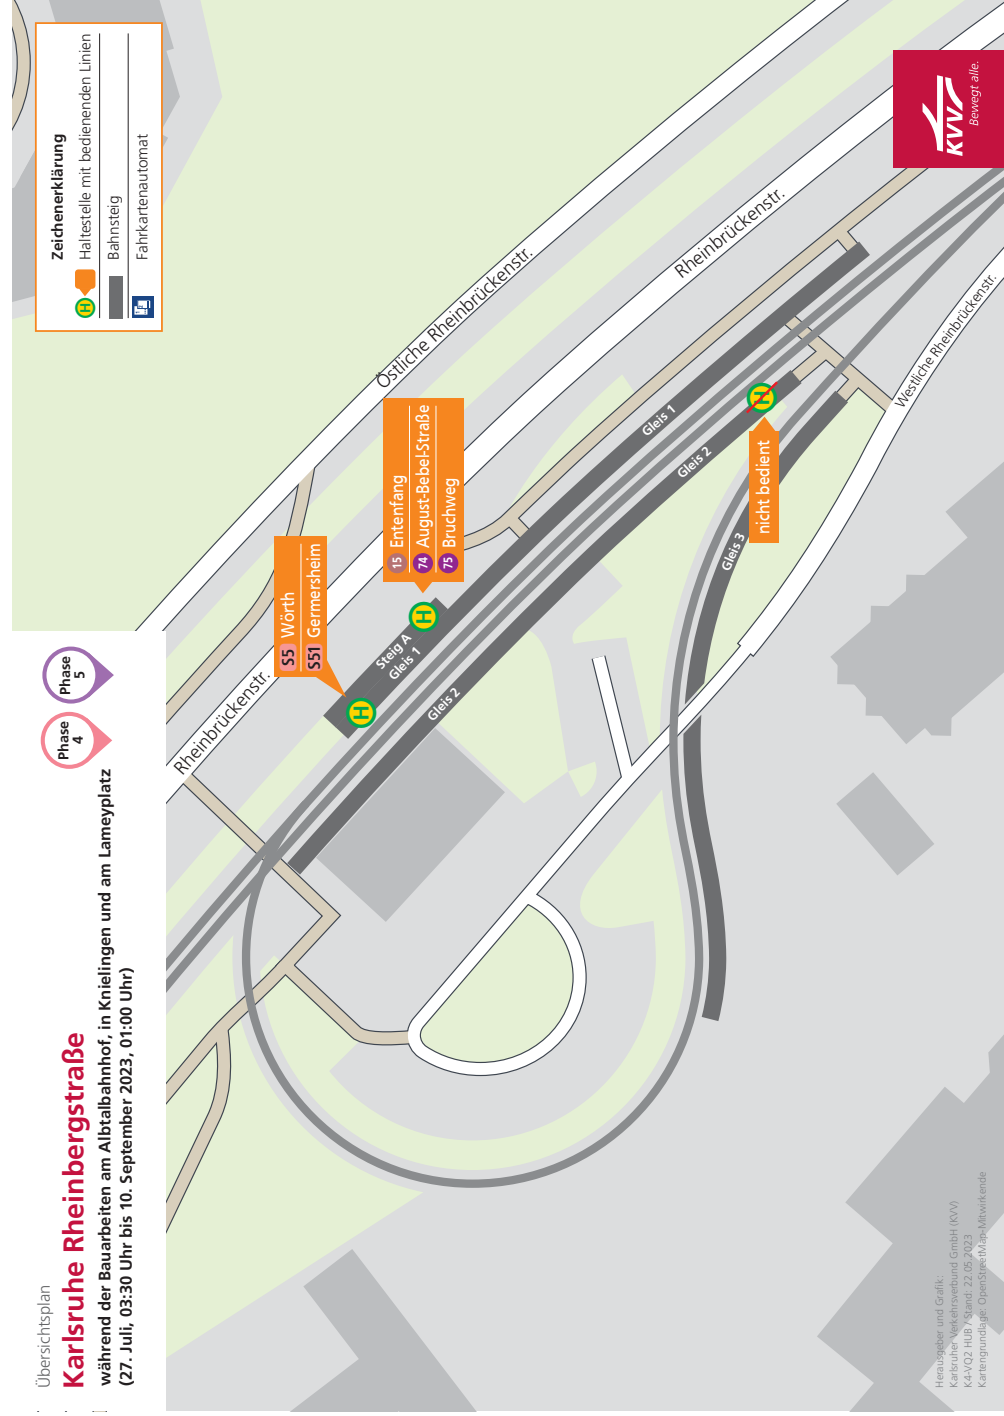 Übersichtsplan
Karlsruhe Rheinbergstraße
während der Bauarbeiten am Albtalbahnhof, in Knielingen und am Lameyplatz
(27. Juli, 03:30 Uhr bis 10. September 2023, 01:00 Uhr)
Phase
4
Phase
5
Zeichenerklärung
H Haltestelle mit bedienenden Linien
Bahnsteig
Fahrkartenautomat
Östliche Rheinbrückenstr.
Rheinbrückenstr.
Rheinbrückenstr.
Westliche Rheinbrückenstr.
S5 Wörth
S51 Germersheim
H
15 Entenfang
74 August-Bebel-Straße
75 Bruchweg
H
Steig A
Gleis 1
Gleis 2
Gleis 1
Gleis 2
Gleis 3
H
nicht bedient
KVV
Bewegt alle.
Herausgeber und Grafik:
Karlsruher Verkehrsverbund GmbH (KVV)
K4-VQ2 HUB / Stand: 22.05.2023
Kartengrundlage: OpenStreetMap-Mitwirkende